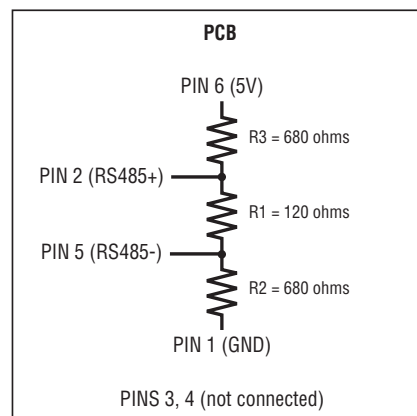 PCB
PIN 6 (5V)
R3 = 680 ohms
PIN 2 (RS485+)
R1 = 120 ohms
PIN 5 (RS485-)
R2 = 680 ohms
PIN 1 (GND)
PINS 3, 4 (not connected)